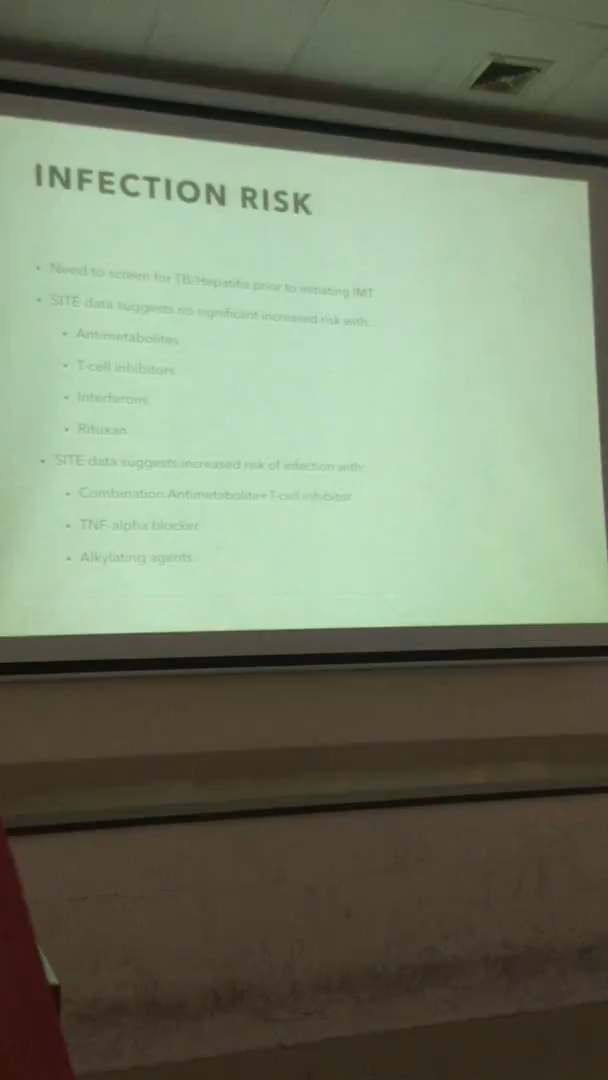 INFECTION RISK
• Need to screen for TB/Hepatitis prior to initiating IMT
• SITE data suggests no significant increased risk with:
• Antimetabolites
• T-cell inhibitors
• Interferons
• Rituxan
• SITE data suggests increased risk of infection with:
• Combination Antimetabolite+T-cell inhibitor
• TNF-alpha blocker
• Alkylating agents